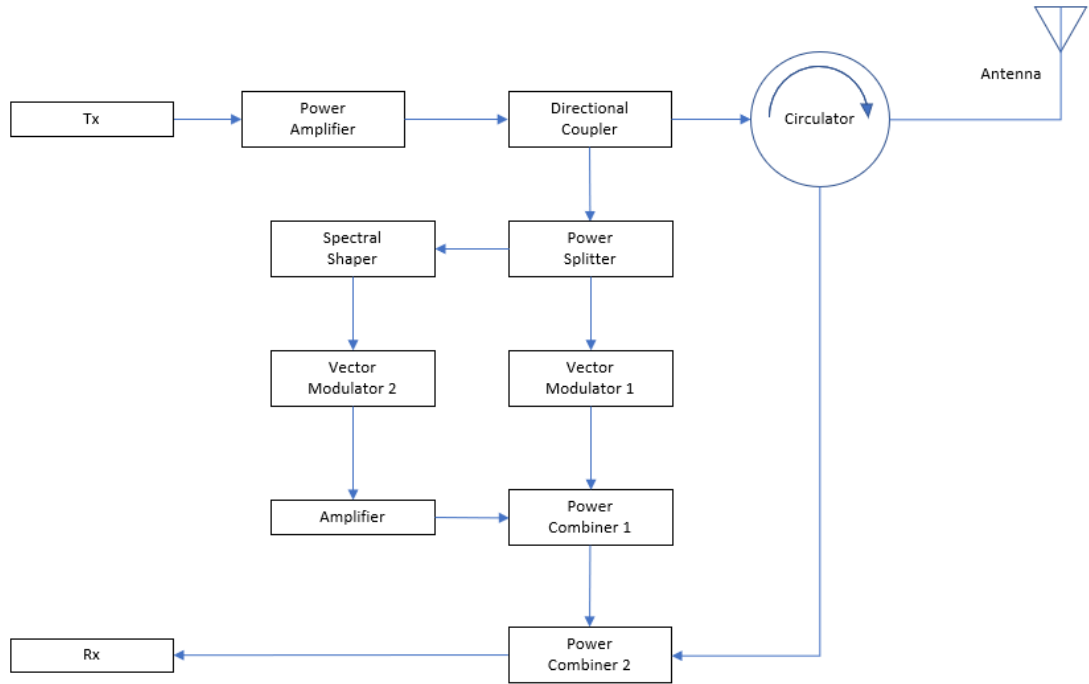 Antenna
Tx
Power
Amplifier
Directional
Coupler
Circulator
Spectral
Shaper
Power
Splitter
Vector
Modulator 2
Vector
Modulator 1
Amplifier
Power
Combiner 1
Rx
Power
Combiner 2